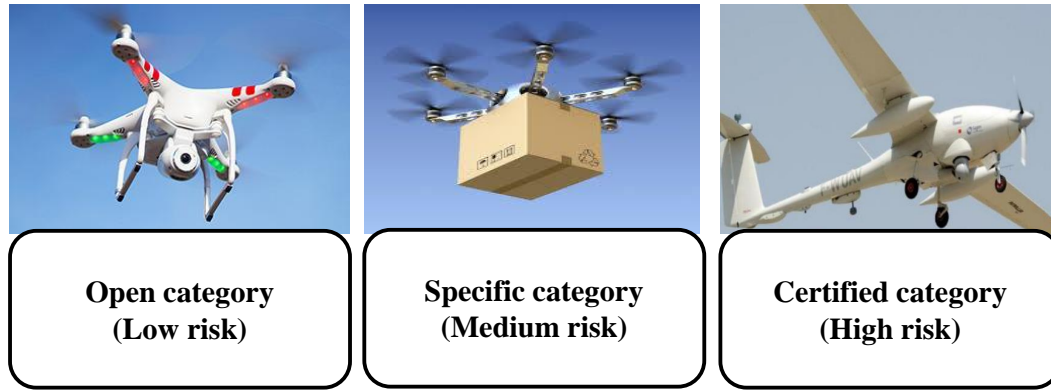 Open category
(Low risk)
Specific category
(Medium risk)
Certified category
(High risk)